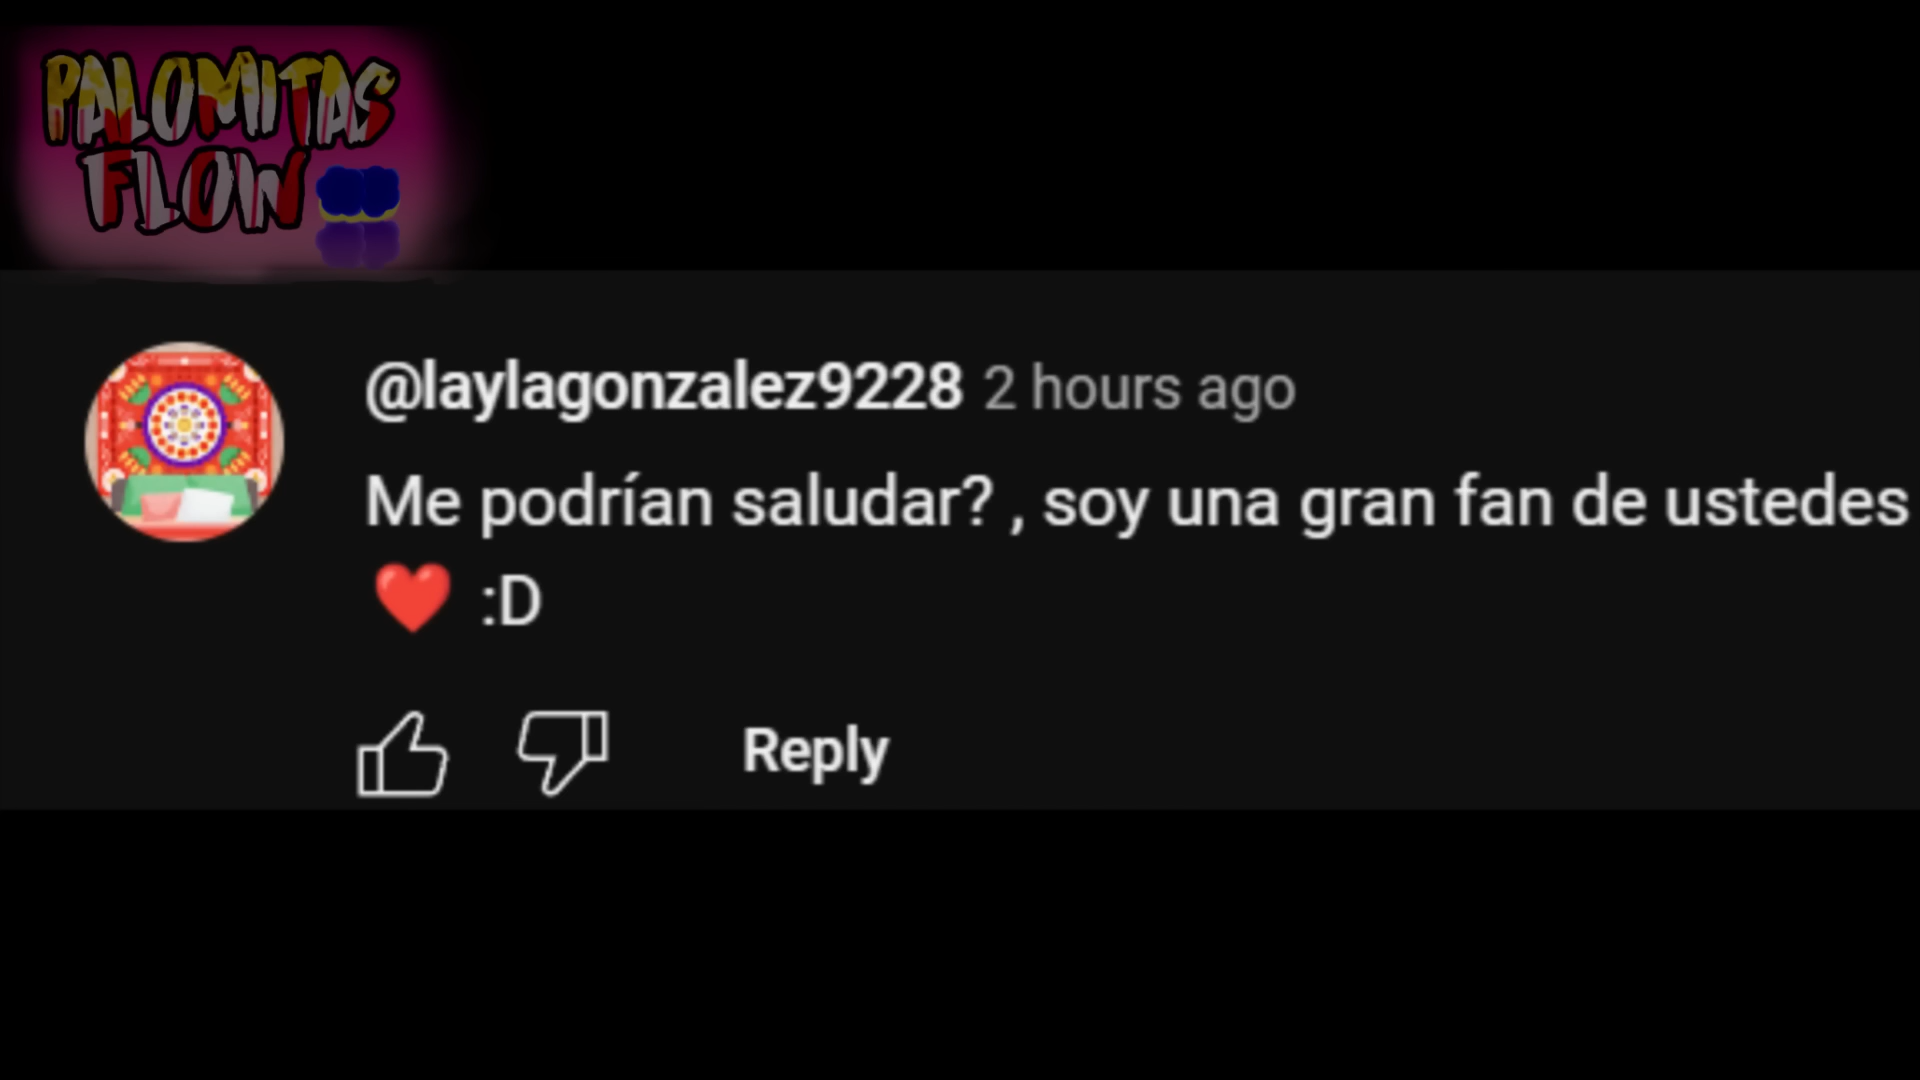 PALOMITAS
FLOW
@laylagonzalez9228 2 hours ago
Me podrían saludar? , soy una gran fan de ustedes
❤️ :D
Reply